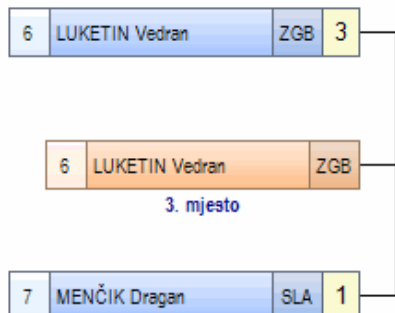 6 LUKETIN Vedran ZGB 3
6 LUKETIN Vedran ZGB
3. mjesto
7 MENČIK Dragan SLA 1